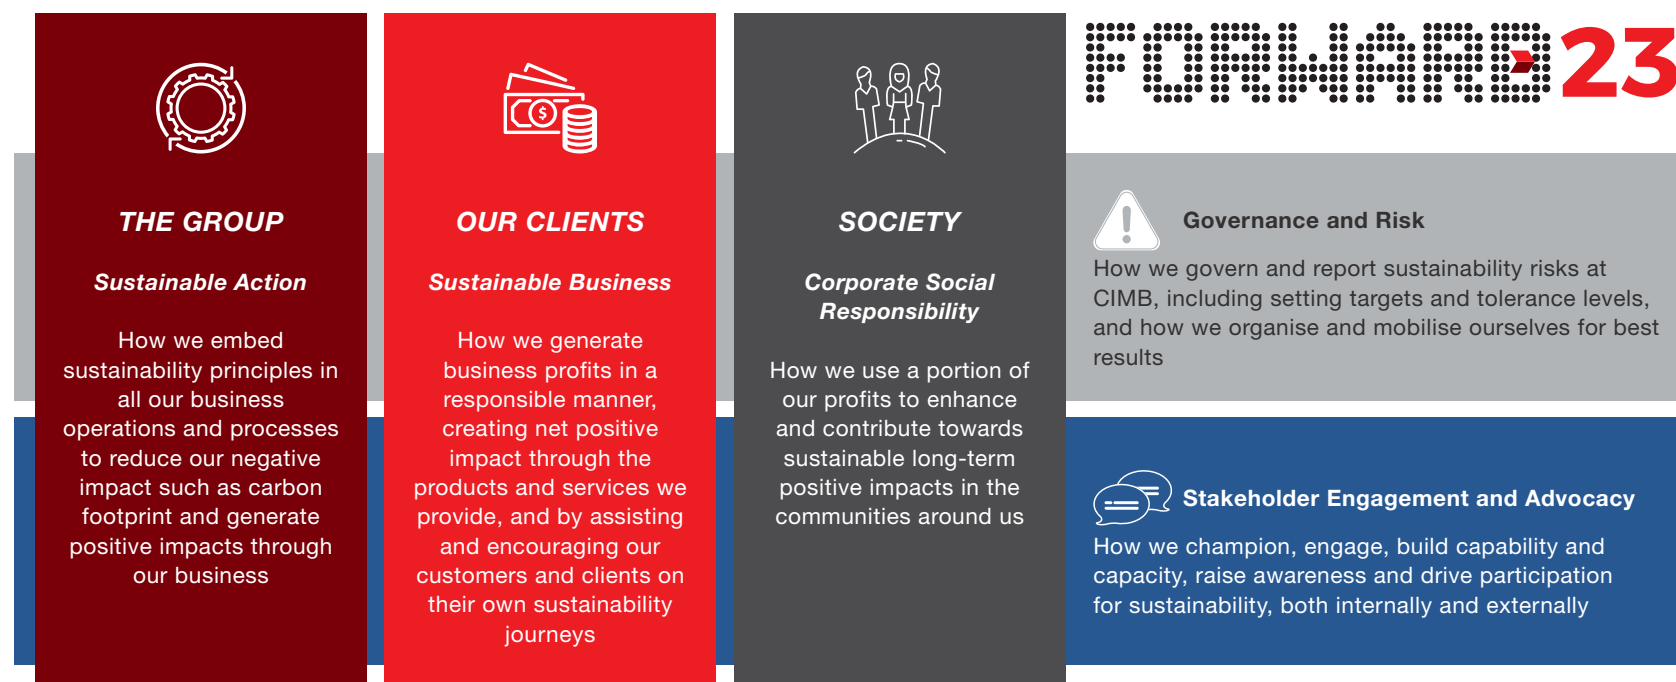 THE GROUP
Sustainable Action
How we embed
sustainability principles in
all our business
operations and processes
to reduce our negative
impact such as carbon
footprint and generate
positive impacts through
our business
$
OUR CLIENTS
Sustainable Business
How we generate
business profits in a
responsible manner,
creating net positive
impact through the
products and services we
provide, and by assisting
and encouraging our
customers and clients on
their own sustainability
journeys
SOCIETY
Corporate Social
Responsibility
How we use a portion of
our profits to enhance
and contribute towards
sustainable long-term
positive impacts in the
communities around us
FORWARD23
Governance and Risk
How we govern and report sustainability risks at
CIMB, including setting targets and tolerance levels,
and how we organise and mobilise ourselves for best
results
Stakeholder Engagement and Advocacy
How we champion, engage, build capability and
capacity, raise awareness and drive participation
for sustainability, both internally and externally